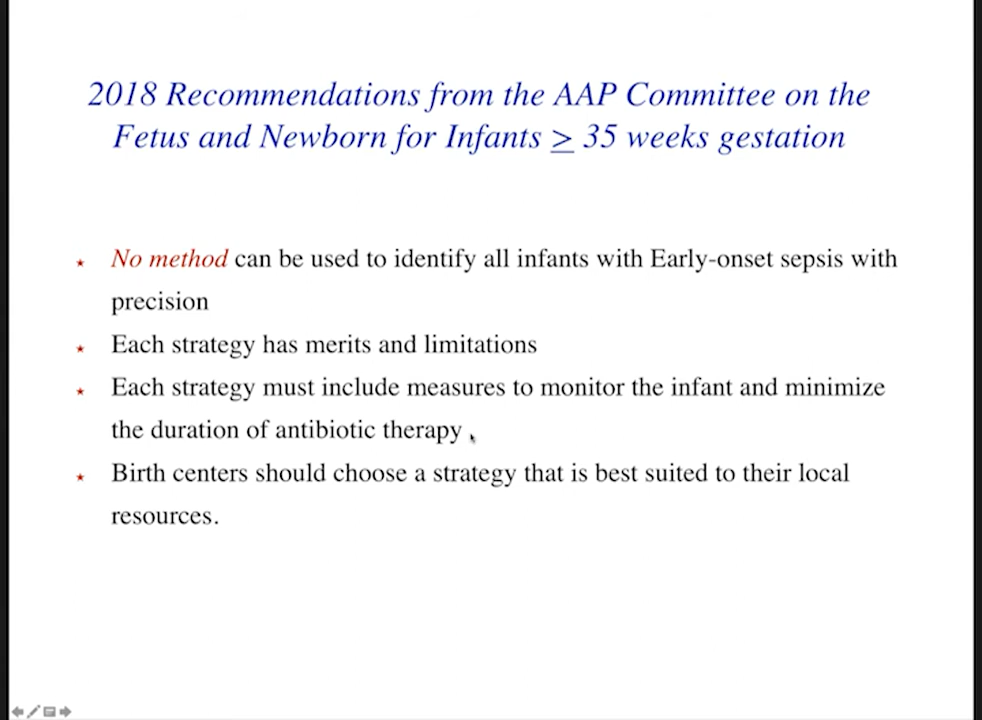 2018 Recommendations from the AAP Committee on the
Fetus and Newborn for Infants ≥ 35 weeks gestation
No method can be used to identify all infants with Early-onset sepsis with
precision
Each strategy has merits and limitations
Each strategy must include measures to monitor the infant and minimize
the duration of antibiotic therapy
Birth centers should choose a strategy that is best suited to their local
resources.